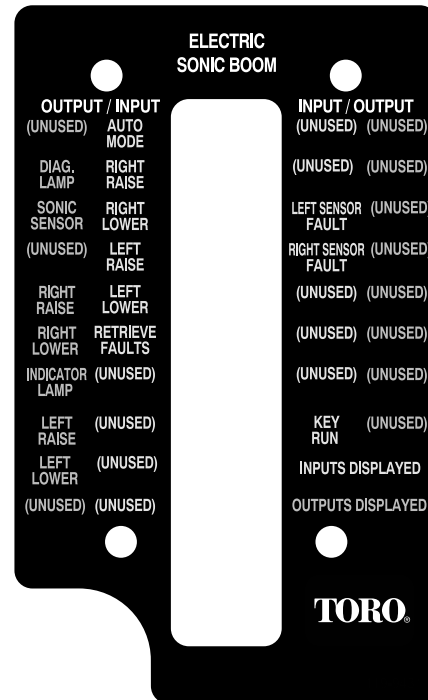 ELECTRIC
SONIC BOOM
OUTPUT / INPUT
(UNUSED) AUTO MODE
DIAG. LAMP RIGHT RAISE
SONIC SENSOR RIGHT LOWER
(UNUSED) LEFT RAISE
RIGHT RAISE LEFT LOWER
RIGHT LOWER RETRIEVE FAULTS
INDICATOR LAMP (UNUSED)
LEFT RAISE (UNUSED)
LEFT LOWER (UNUSED)
(UNUSED) (UNUSED)
INPUT / OUTPUT
(UNUSED) (UNUSED)
(UNUSED) (UNUSED)
LEFT SENSOR FAULT (UNUSED)
RIGHT SENSOR FAULT (UNUSED)
(UNUSED) (UNUSED)
(UNUSED) (UNUSED)
(UNUSED) (UNUSED)
KEY RUN (UNUSED)
INPUTS DISPLAYED
OUTPUTS DISPLAYED
TORO®